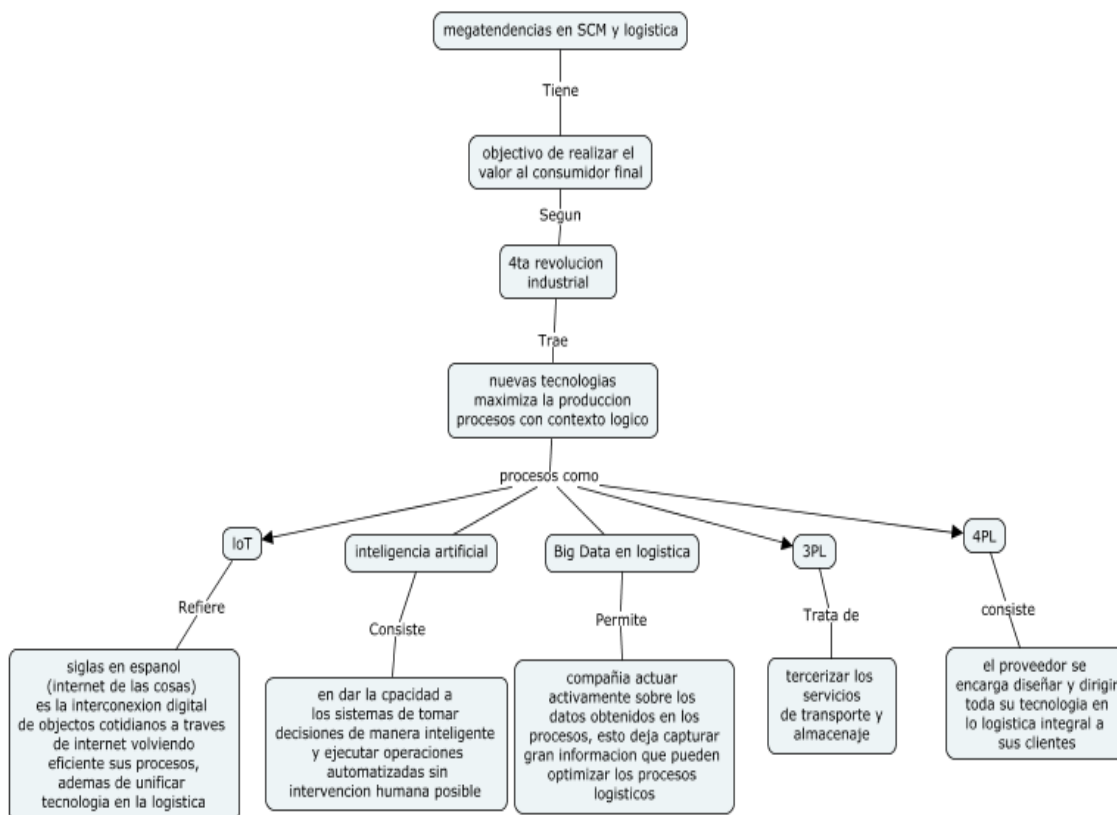 megatendencias en SCM y logistica
Tiene
objectivo de realizar el
valor al consumidor final
Segun
4ta revolucion
industrial
Trae
nuevas tecnologias
maximiza la produccion
procesos con contexto logico
procesos como
IoT
inteligencia artificial
Big Data en logistica
3PL
4PL
Refiere
Consiste
Permite
Trata de
consiste
siglas en espanol
(internet de las cosas)
es la interconexion digital
de objectos cotidianos a traves
de internet volviendo
eficiente sus procesos,
ademas de unificar
tecnologia en la logistica
en dar la cpacidad a
los sistemas de tomar
decisiones de manera inteligente
y ejecutar operaciones
automatizadas sin
intervencion humana posible
compañia actuar
activamente sobre los
datos obtenidos en los
procesos, esto deja capturar
gran informacion que pueden
optimizar los procesos
logisticos
tercerizar los
servicios
de transporte y
almacenaje
el proveedor se
encarga diseñar y dirigir
toda su tecnologia en
lo logistica integral a
sus clientes